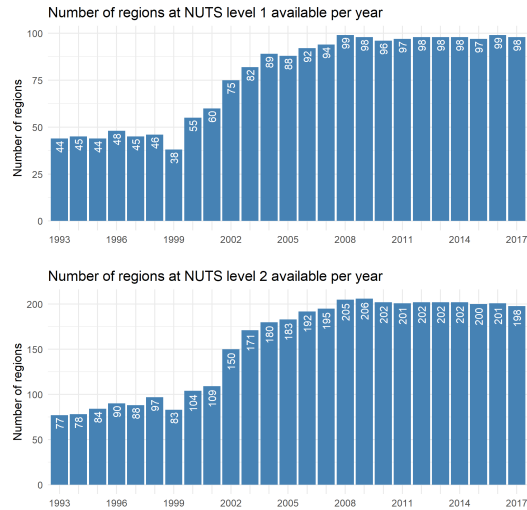 Number of regions at NUTS level 1 available per year
Number of regions
100
75
50
25
0
44 45 44 48 45 46 38 55 60 75 82 89 88 92 94 99 98 96 97 98 98 98 97 99 98
1993 1996 1999 2002 2005 2008 2011 2014 2017
Number of regions at NUTS level 2 available per year
Number of regions
200
150
100
50
0
77 78 84 90 88 97 83 104 109 150 171 180 183 192 195 205 206 202 201 202 202 202 200 201 198
1993 1996 1999 2002 2005 2008 2011 2014 2017